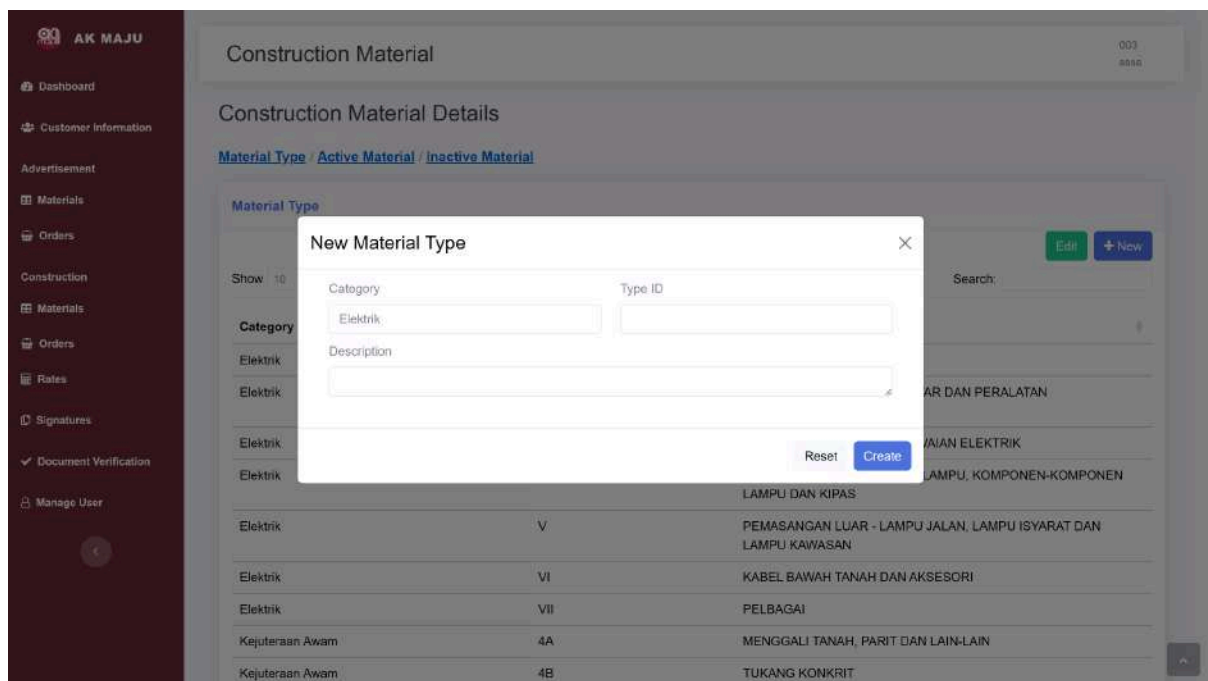 AK MAJU
Construction Material
003
Dashboard
Construction Material Details
Customer Information
Material Type / Active Material / Inactive Material
Advertisement
Materials
Material Type
Orders
New Material Type
Edit
+ New
Construction
Show 10
Search:
Category
Type ID
Materials
Elektrik
Category
Orders
Description
Elektrik
Rates
Elektrik
AR DAN PERALATAN
Signatures
Elektrik
AIAN ELEKTRIK
Reset
Create
Document Verification
Elektrik
LAMPU, KOMPONEN-KOMPONEN
LAMPU DAN KIPAS
Manage User
Elektrik V PEMASANGAN LUAR - LAMPU JALAN, LAMPU ISYARAT DAN
LAMPU KAWASAN
Elektrik VI KABEL BAWAH TANAH DAN AKSESORI
Elektrik VII PELBAGAI
Kejuteraan Awam 4A MENGGALI TANAH, PARIT DAN LAIN-LAIN
Kejuteraan Awam 4B TUKANG KONKRIT